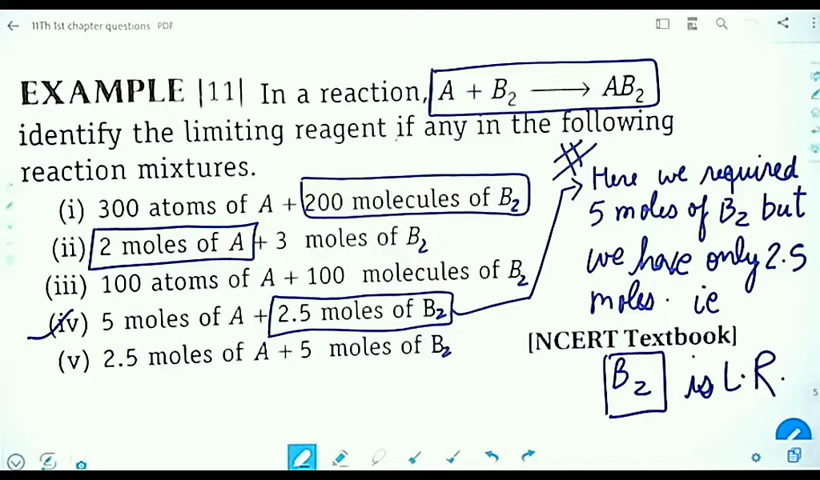 11Th 1st chapter questions PDF
EXAMPLE |11| In a reaction, A + B₂ ⟶ AB₂
identify the limiting reagent if any in the following
reaction mixtures.
(i) 300 atoms of A + 200 molecules of B₂
(ii) 2 moles of A + 3 moles of B₂
(iii) 100 atoms of A + 100 molecules of B₂
(iv) 5 moles of A + 2.5 moles of B₂
(v) 2.5 moles of A + 5 moles of B₂
[NCERT Textbook]
Here we required
5 moles of B₂ but
we have only 2.5
moles. ie
B₂ is L.R.
5